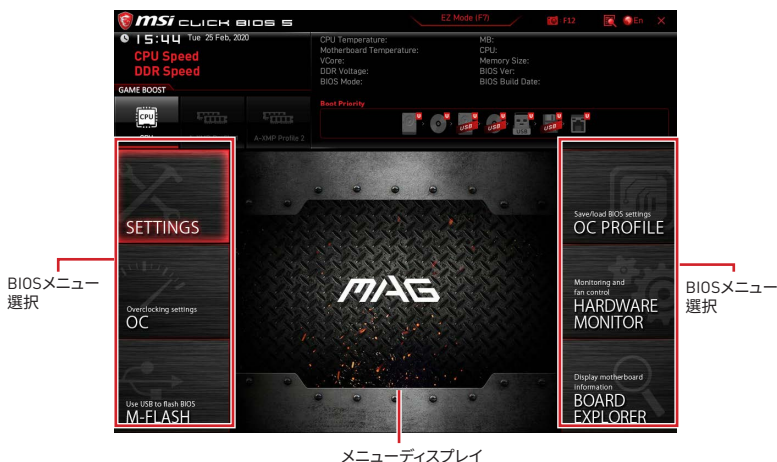 msi CLICK BIOS 5
EZ Mode (F7)
F12
En
15:44 Tue 25 Feb, 2020
CPU Speed
DDR Speed
GAME BOOST
CPU
A-XMP Profile 2
CPU Temperature:
Motherboard Temperature:
VCore:
DDR Voltage:
BIOS Mode:
MB:
CPU:
Memory Size:
BIOS Ver:
BIOS Build Date:
Boot Priority
U
U
U
USB
U
USB
U
USB
U
USB
U
SETTINGS
Overclocking settings
OC
Use USB to flash BIOS
M-FLASH
MAG
Save/load BIOS settings
OC PROFILE
Monitoring and
fan control
HARDWARE
MONITOR
Display motherboard
information
BOARD
EXPLORER
BIOSメニュー
選択
BIOSメニュー
選択
メニューディスプレイ